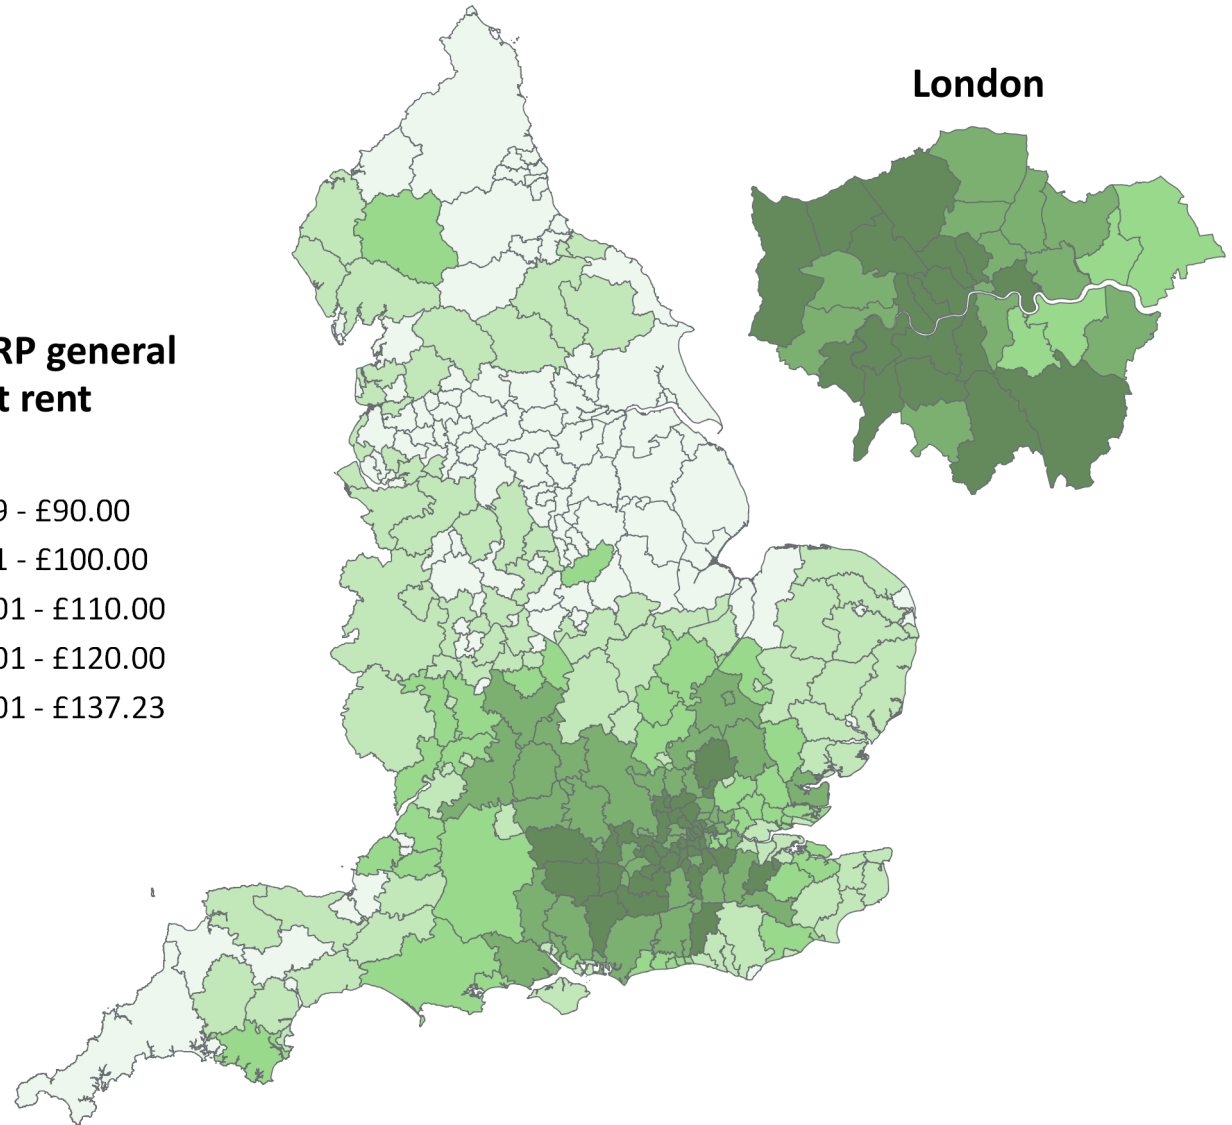 London
RP general
t rent
9 - £90.00
1 - £100.00
01 - £110.00
01 - £120.00
01 - £137.23